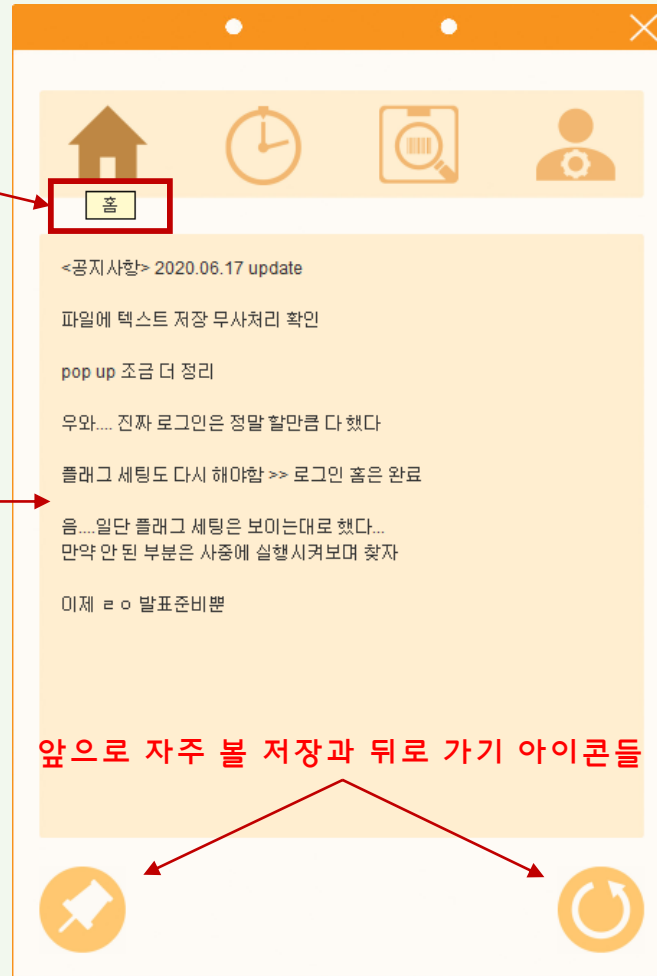 홈
<공지사항> 2020.06.17 update
파일에 텍스트 저장 무사처리 확인
pop up 조금 더 정리
우와.... 진짜 로그인은 정말 할만큼 다 했다
플래그 세팅도 다시 해야함 >> 로그인 홈은 완료
음....일단 플래그 세팅은 보이는대로 했다...
만약 안 된 부분은 사중에 실행시켜보며 찾자
이제 ㄹㅇ 발표준비뿐
앞으로 자주 볼 저장과 뒤로 가기 아이콘들